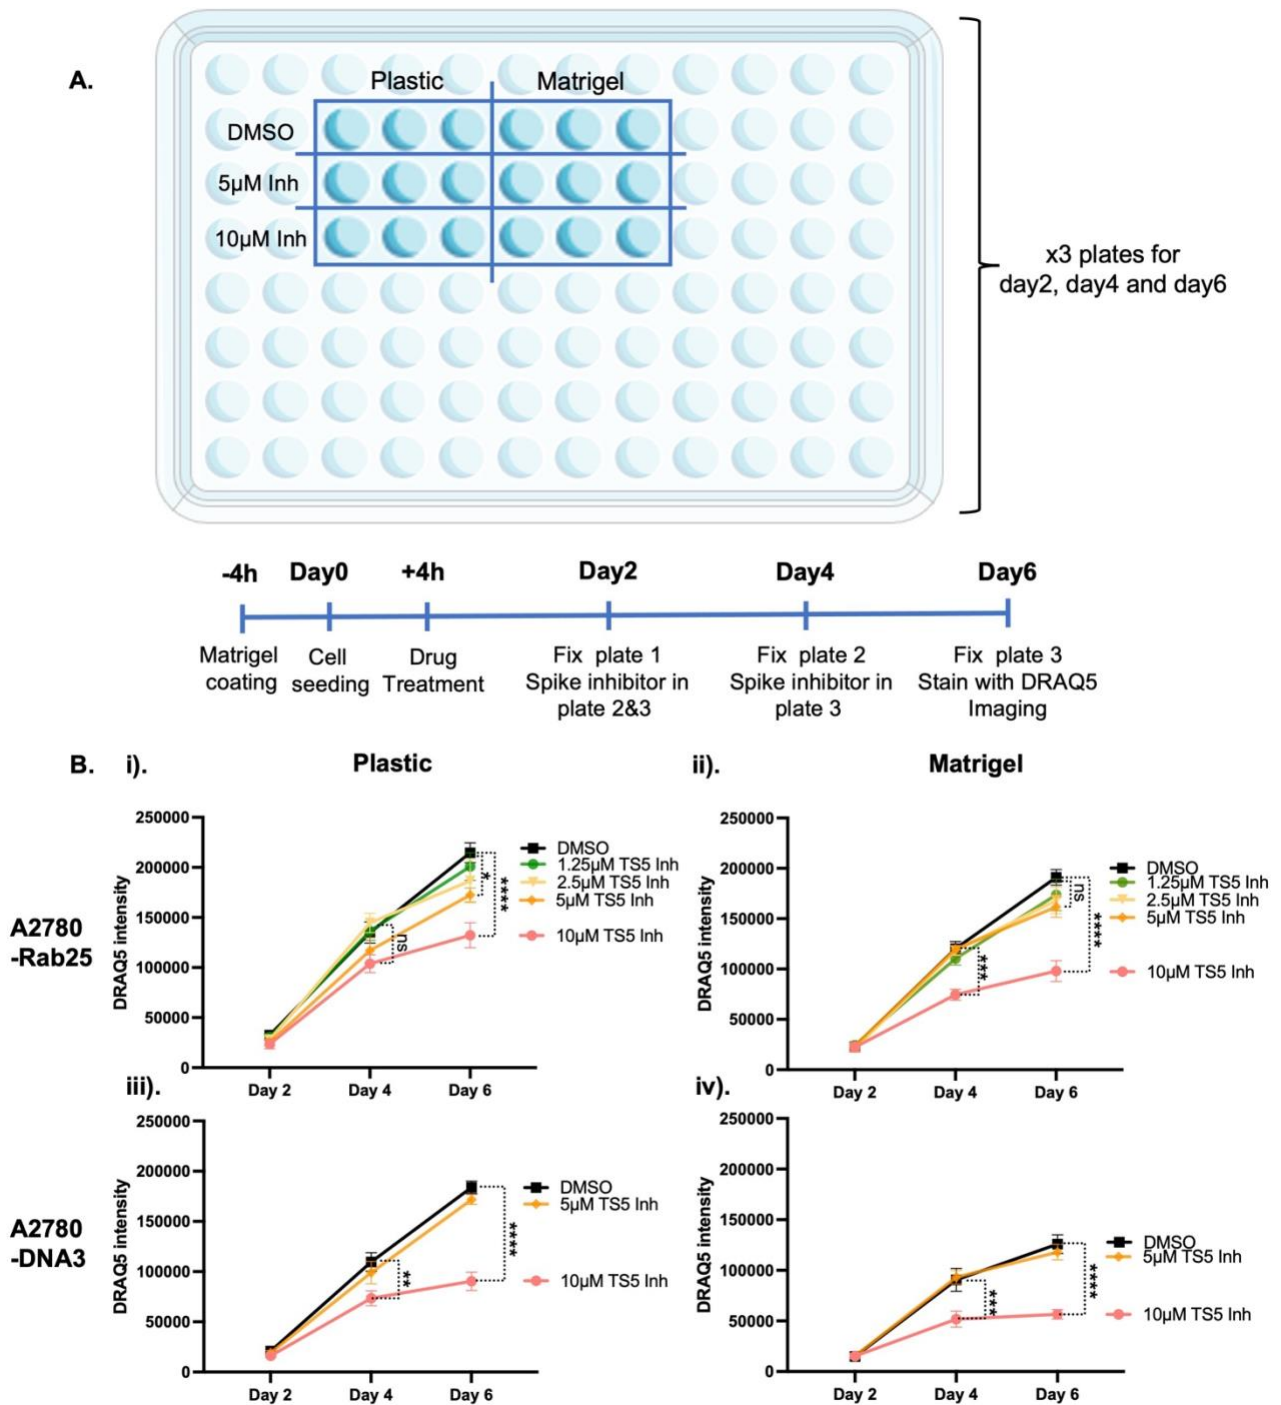 A.
Plastic
Matrigel
DMSO
5µM Inh
10µM Inh
x3 plates for
day2, day4 and day6
-4h
Day0
+4h
Day2
Day4
Day6
Matrigel
coating
Cell
seeding
Drug
Treatment
Fix plate 1
Spike inhibitor in
plate 2&3
Fix plate 2
Spike inhibitor in
plate 3
Fix plate 3
Stain with DRAQ5
Imaging
B.
i).
Plastic
ii).
Matrigel
A2780
-Rab25
DRAQ5 intensity
250000
200000
150000
100000
50000
0
Day 2
Day 4
Day 6
ns
*
****
DMSO
1.25µM TS5 Inh
2.5µM TS5 Inh
5µM TS5 Inh
10µM TS5 Inh
DRAQ5 intensity
250000
200000
150000
100000
50000
0
Day 2
Day 4
Day 6
***
ns
****
DMSO
1.25µM TS5 Inh
2.5µM TS5 Inh
5µM TS5 Inh
10µM TS5 Inh
iii).
iv).
A2780
-DNA3
DRAQ5 intensity
250000
200000
150000
100000
50000
0
Day 2
Day 4
Day 6
**
****
DMSO
5µM TS5 Inh
10µM TS5 Inh
DRAQ5 intensity
250000
200000
150000
100000
50000
0
Day 2
Day 4
Day 6
***
****
DMSO
5µM TS5 Inh
10µM TS5 Inh